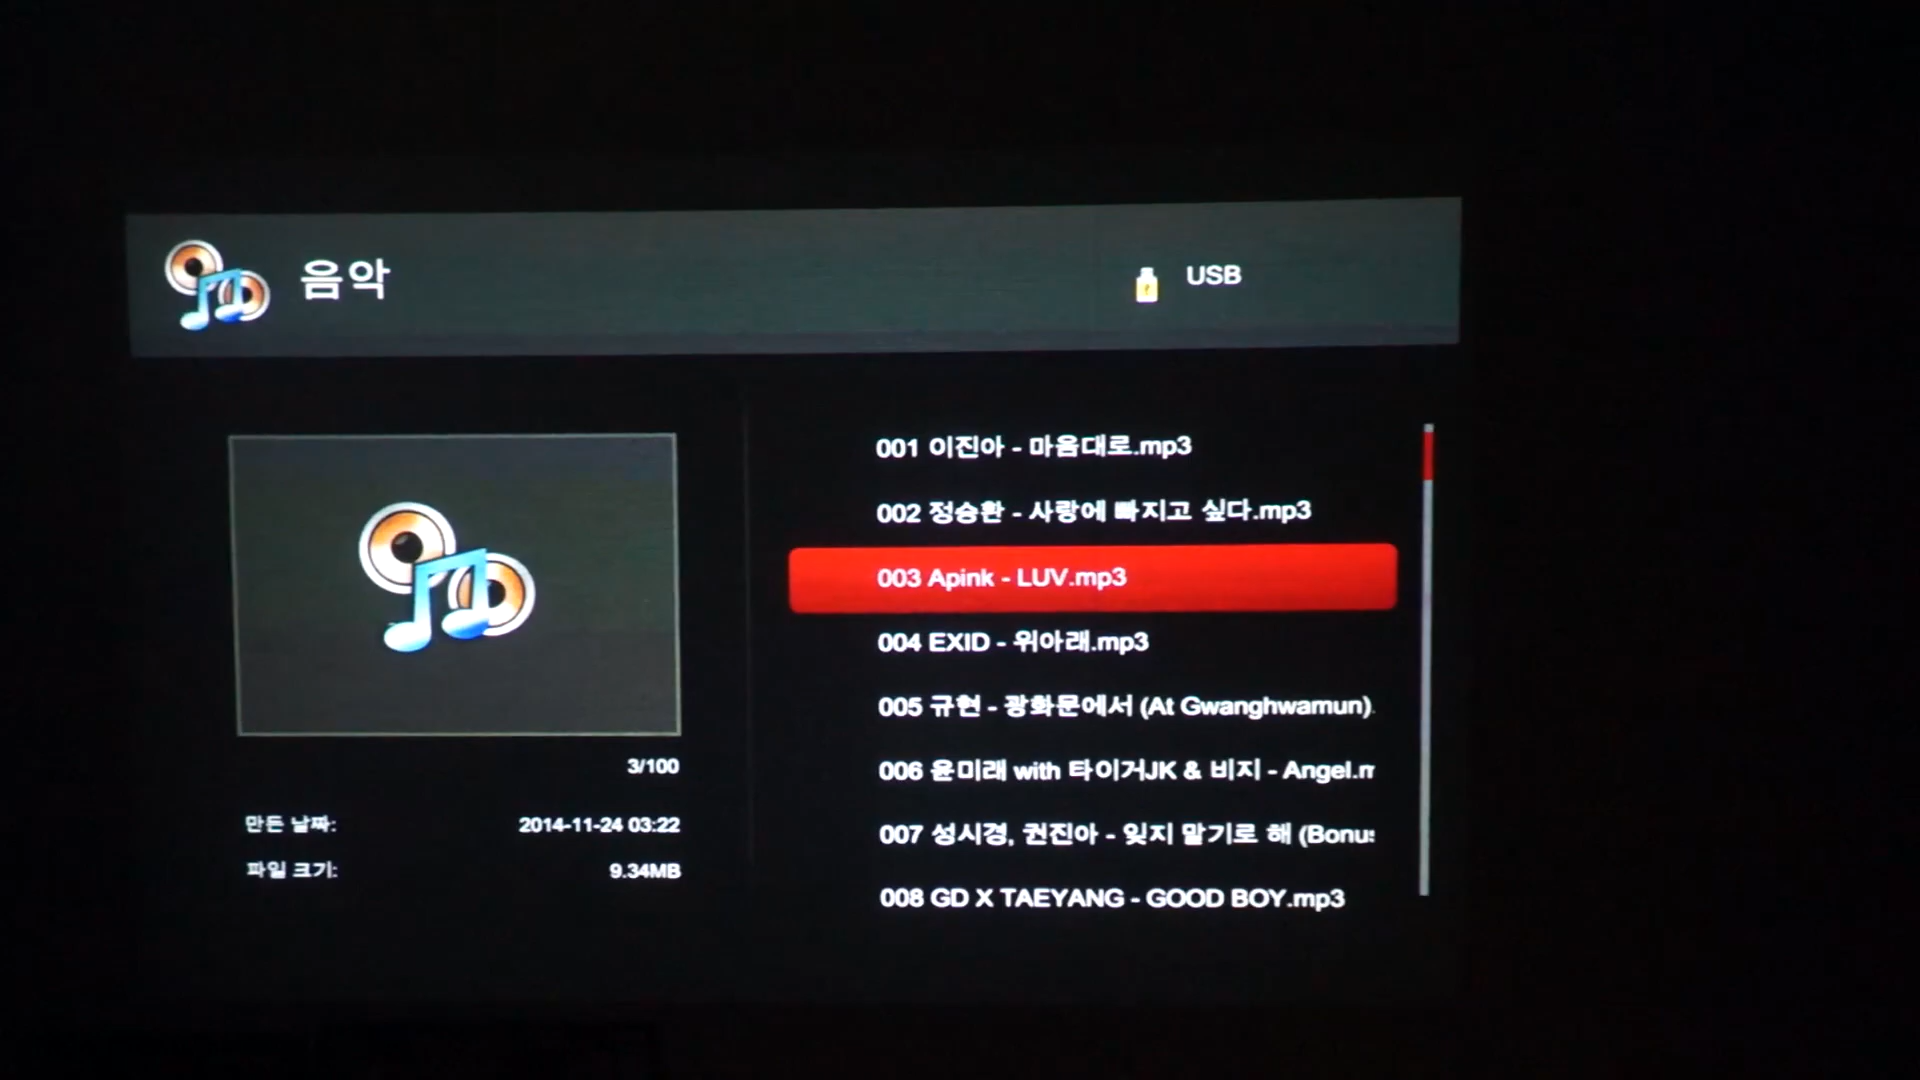 음악
USB
001 이진아 - 마음대로.mp3
002 정승환 - 사랑에 빠지고 싶다.mp3
003 Apink - LUV.mp3
004 EXID - 위아래.mp3
005 규현 - 광화문에서 (At Gwanghwamun).
006 윤미래 with 타이거JK & 비지 - Angel.m
007 성시경, 권진아 - 잊지 말기로 해 (Bonus
008 GD X TAEYANG - GOOD BOY.mp3
3/100
만든 날짜: 2014-11-24 03:22
파일 크기: 9.34MB